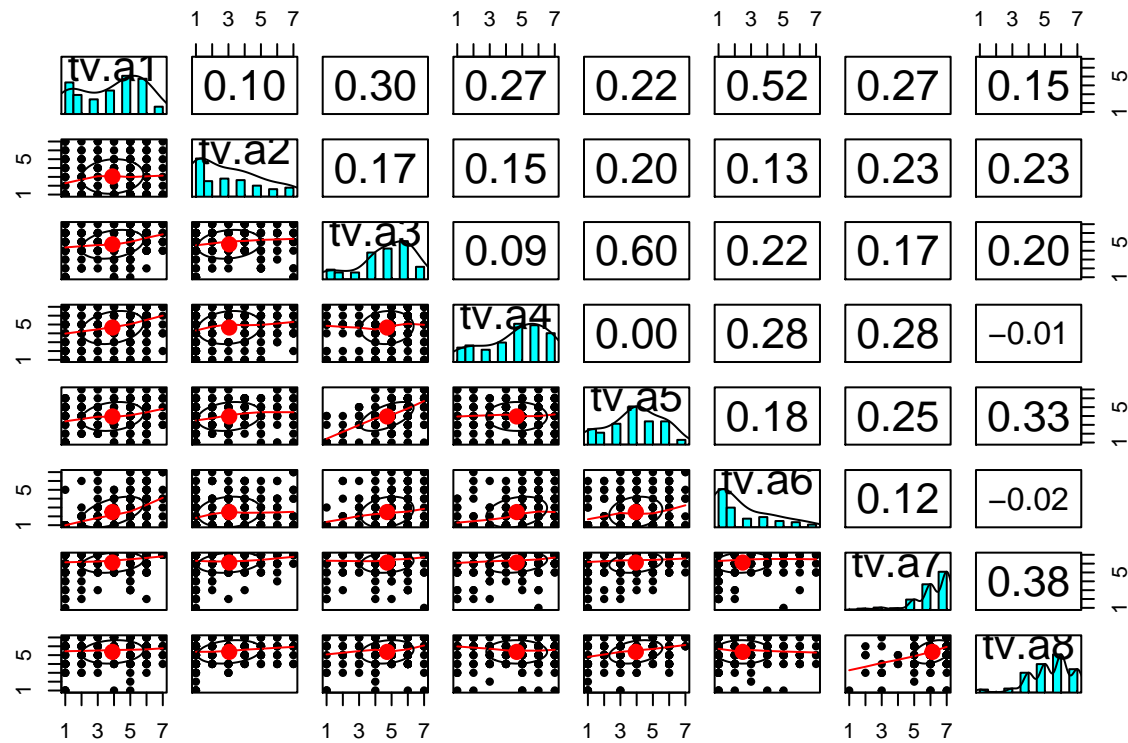 1 3 5 7 1 3 5 7 1 3 5 7 1 3 5 7
tv.a1 0.10 0.30 0.27 0.22 0.52 0.27 0.15 1 5
1 5 tv.a2 0.17 0.15 0.20 0.13 0.23 0.23
tv.a3 0.09 0.60 0.22 0.17 0.20 1 5
1 5 tv.a4 0.00 0.28 0.28 −0.01
tv.a5 0.18 0.25 0.33 1 5
1 5 tv.a6 0.12 −0.02
tv.a7 0.38 1 5
1 5 tv.a8
1 3 5 7 1 3 5 7 1 3 5 7 1 3 5 7